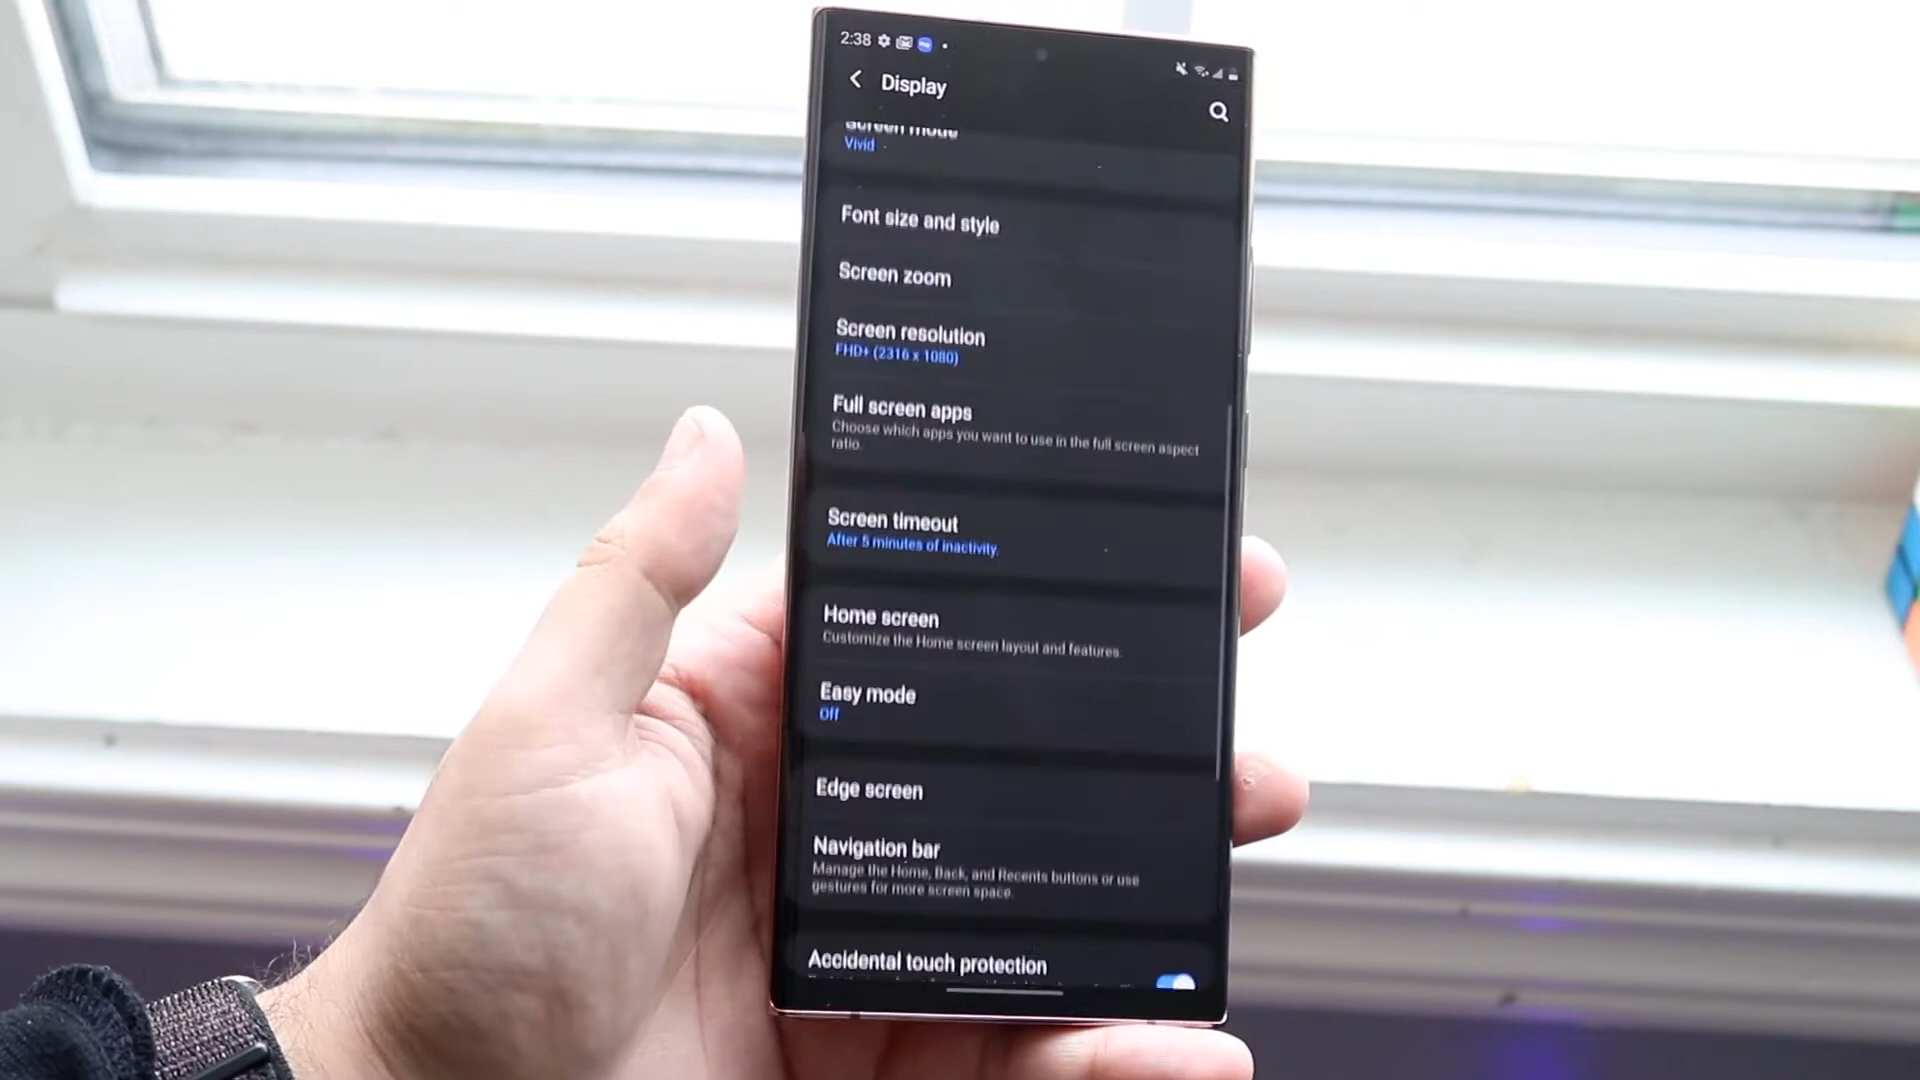 2:38
Display
Screen mode
Vivid
Font size and style
Screen zoom
Screen resolution
FHD+ (2316 x 1080)
Full screen apps
Choose which apps you want to use in the full screen aspect
ratio.
Screen timeout
After 5 minutes of inactivity.
Home screen
Customize the Home screen layout and features.
Easy mode
Off
Edge screen
Navigation bar
Manage the Home, Back, and Recents buttons or use
gestures for more screen space.
Accidental touch protection